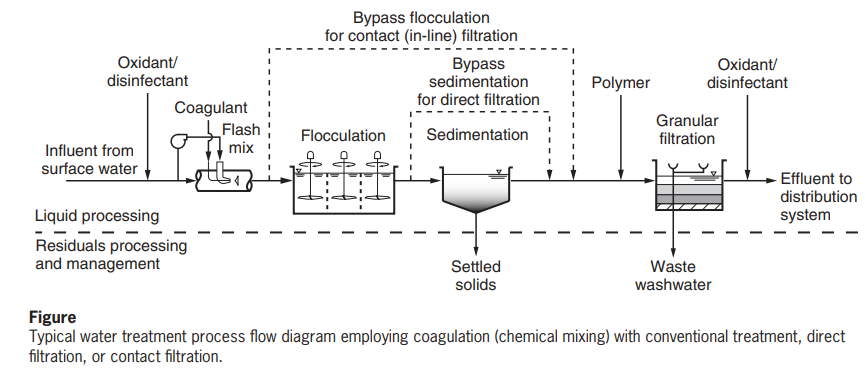 Bypass flocculation
for contact (in-line) filtration
Oxidant/
disinfectant
Bypass
sedimentation
for direct filtration
Polymer
Oxidant/
disinfectant
Coagulant
Flash
mix
Flocculation
Sedimentation
Granular
filtration
Influent from
surface water
Effluent to
distribution
system
Liquid processing
Residuals processing
and management
Settled
solids
Waste
washwater
Figure
Typical water treatment process flow diagram employing coagulation (chemical mixing) with conventional treatment, direct
filtration, or contact filtration.